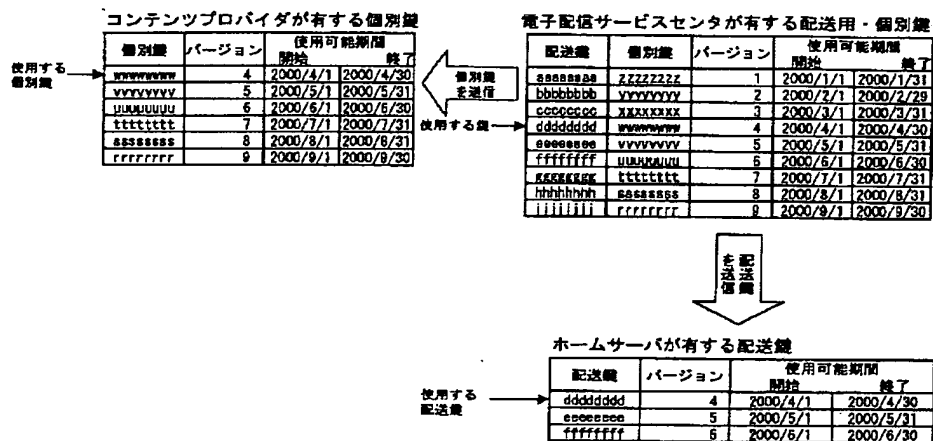 コンテンツプロバイダが有する個別鍵
個別鍵 バージョン 使用可能期間
開始 終了
使用する
個別鍵
wwwwwwww 4 2000/4/1 2000/4/30
vvvvvvvv 5 2000/5/1 2000/5/31
uuuuuuuu 6 2000/6/1 2000/6/30
tttttttt 7 2000/7/1 2000/7/31
ssssssss 8 2000/8/1 2000/8/31
rrrrrrrr 9 2000/9/1 2000/9/30
個別鍵
を送信
電子配信サービスセンタが有する配送用・個別鍵
配送鍵 個別鍵 バージョン 使用可能期間
開始 終了
aaaaaaaa zzzzzzzz 1 2000/1/1 2000/1/31
bbbbbbbb yyyyyyyy 2 2000/2/1 2000/2/29
cccccccc xxxxxxxx 3 2000/3/1 2000/3/31
使用する鍵
dddddddd wwwwwwww 4 2000/4/1 2000/4/30
eeeeeeee vvvvvvvv 5 2000/5/1 2000/5/31
ffffffff uuuuuuuu 6 2000/6/1 2000/6/30
gggggggg tttttttt 7 2000/7/1 2000/7/31
hhhhhhhh ssssssss 8 2000/8/1 2000/8/31
iiiiiiii rrrrrrrr 9 2000/9/1 2000/9/30
配送鍵
を送信
ホームサーバが有する配送鍵
配送鍵 バージョン 使用可能期間
開始 終了
使用する
配送鍵
dddddddd 4 2000/4/1 2000/4/30
eeeeeeee 5 2000/5/1 2000/5/31
ffffffff 6 2000/6/1 2000/6/30